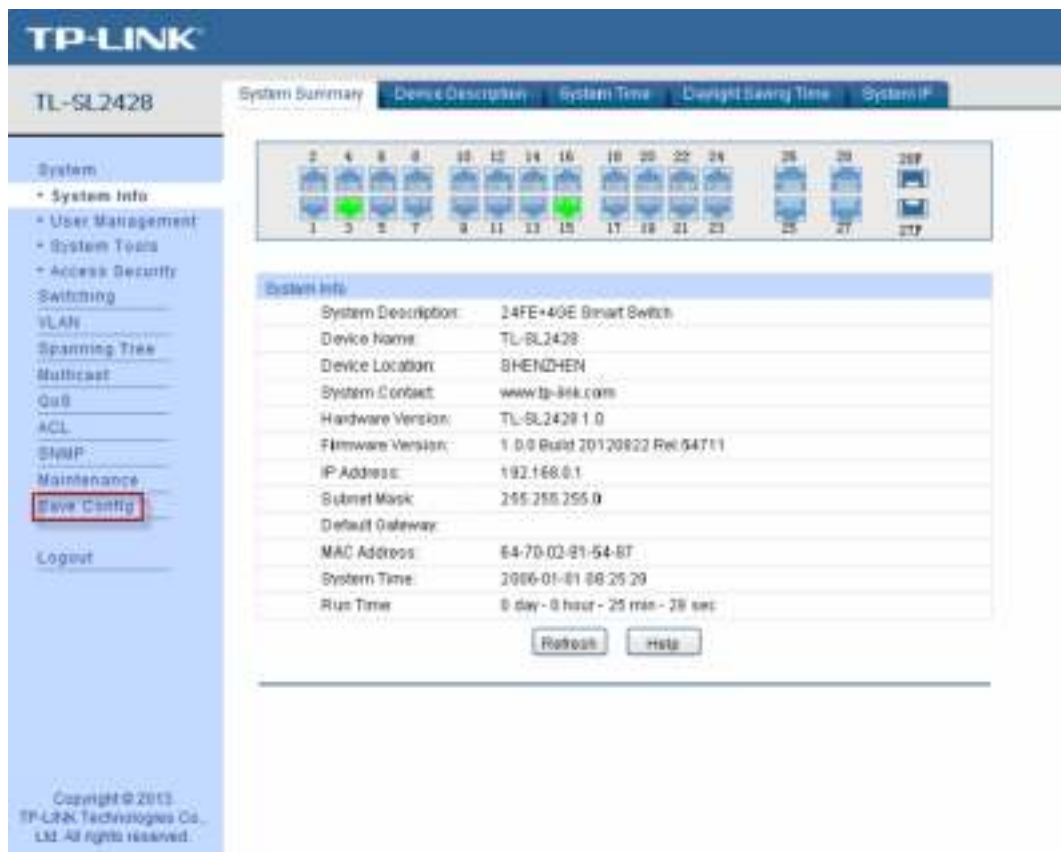 TP-LINK
TL-SL2428
System Summary Device Description System Time Daylight Saving Time System IP
System
• System Info
• User Management
• System Tools
• Access Security
Switching
VLAN
Spanning Tree
Multicast
QoS
ACL
SNMP
Maintenance
Save Config
Logout
2 4 6 8 10 12 14 16 18 20 22 24 26 28 28F
1 3 5 7 9 11 13 15 17 19 21 23 25 27 27F
System Info
System Description: 24FE+4GE Smart Switch
Device Name: TL-SL2428
Device Location: SHENZHEN
System Contact: www.tp-link.com
Hardware Version: TL-SL2428 1.0
Firmware Version: 1.0.0 Build 20120822 Rel.54711
IP Address: 192.168.0.1
Subnet Mask: 255.255.255.0
Default Gateway:
MAC Address: 64-70-02-81-54-87
System Time: 2006-01-01 08:25:29
Run Time: 0 day - 0 hour - 25 min - 28 sec
Refresh Help
Copyright © 2013
TP-LINK Technologies Co.,
Ltd. All rights reserved.